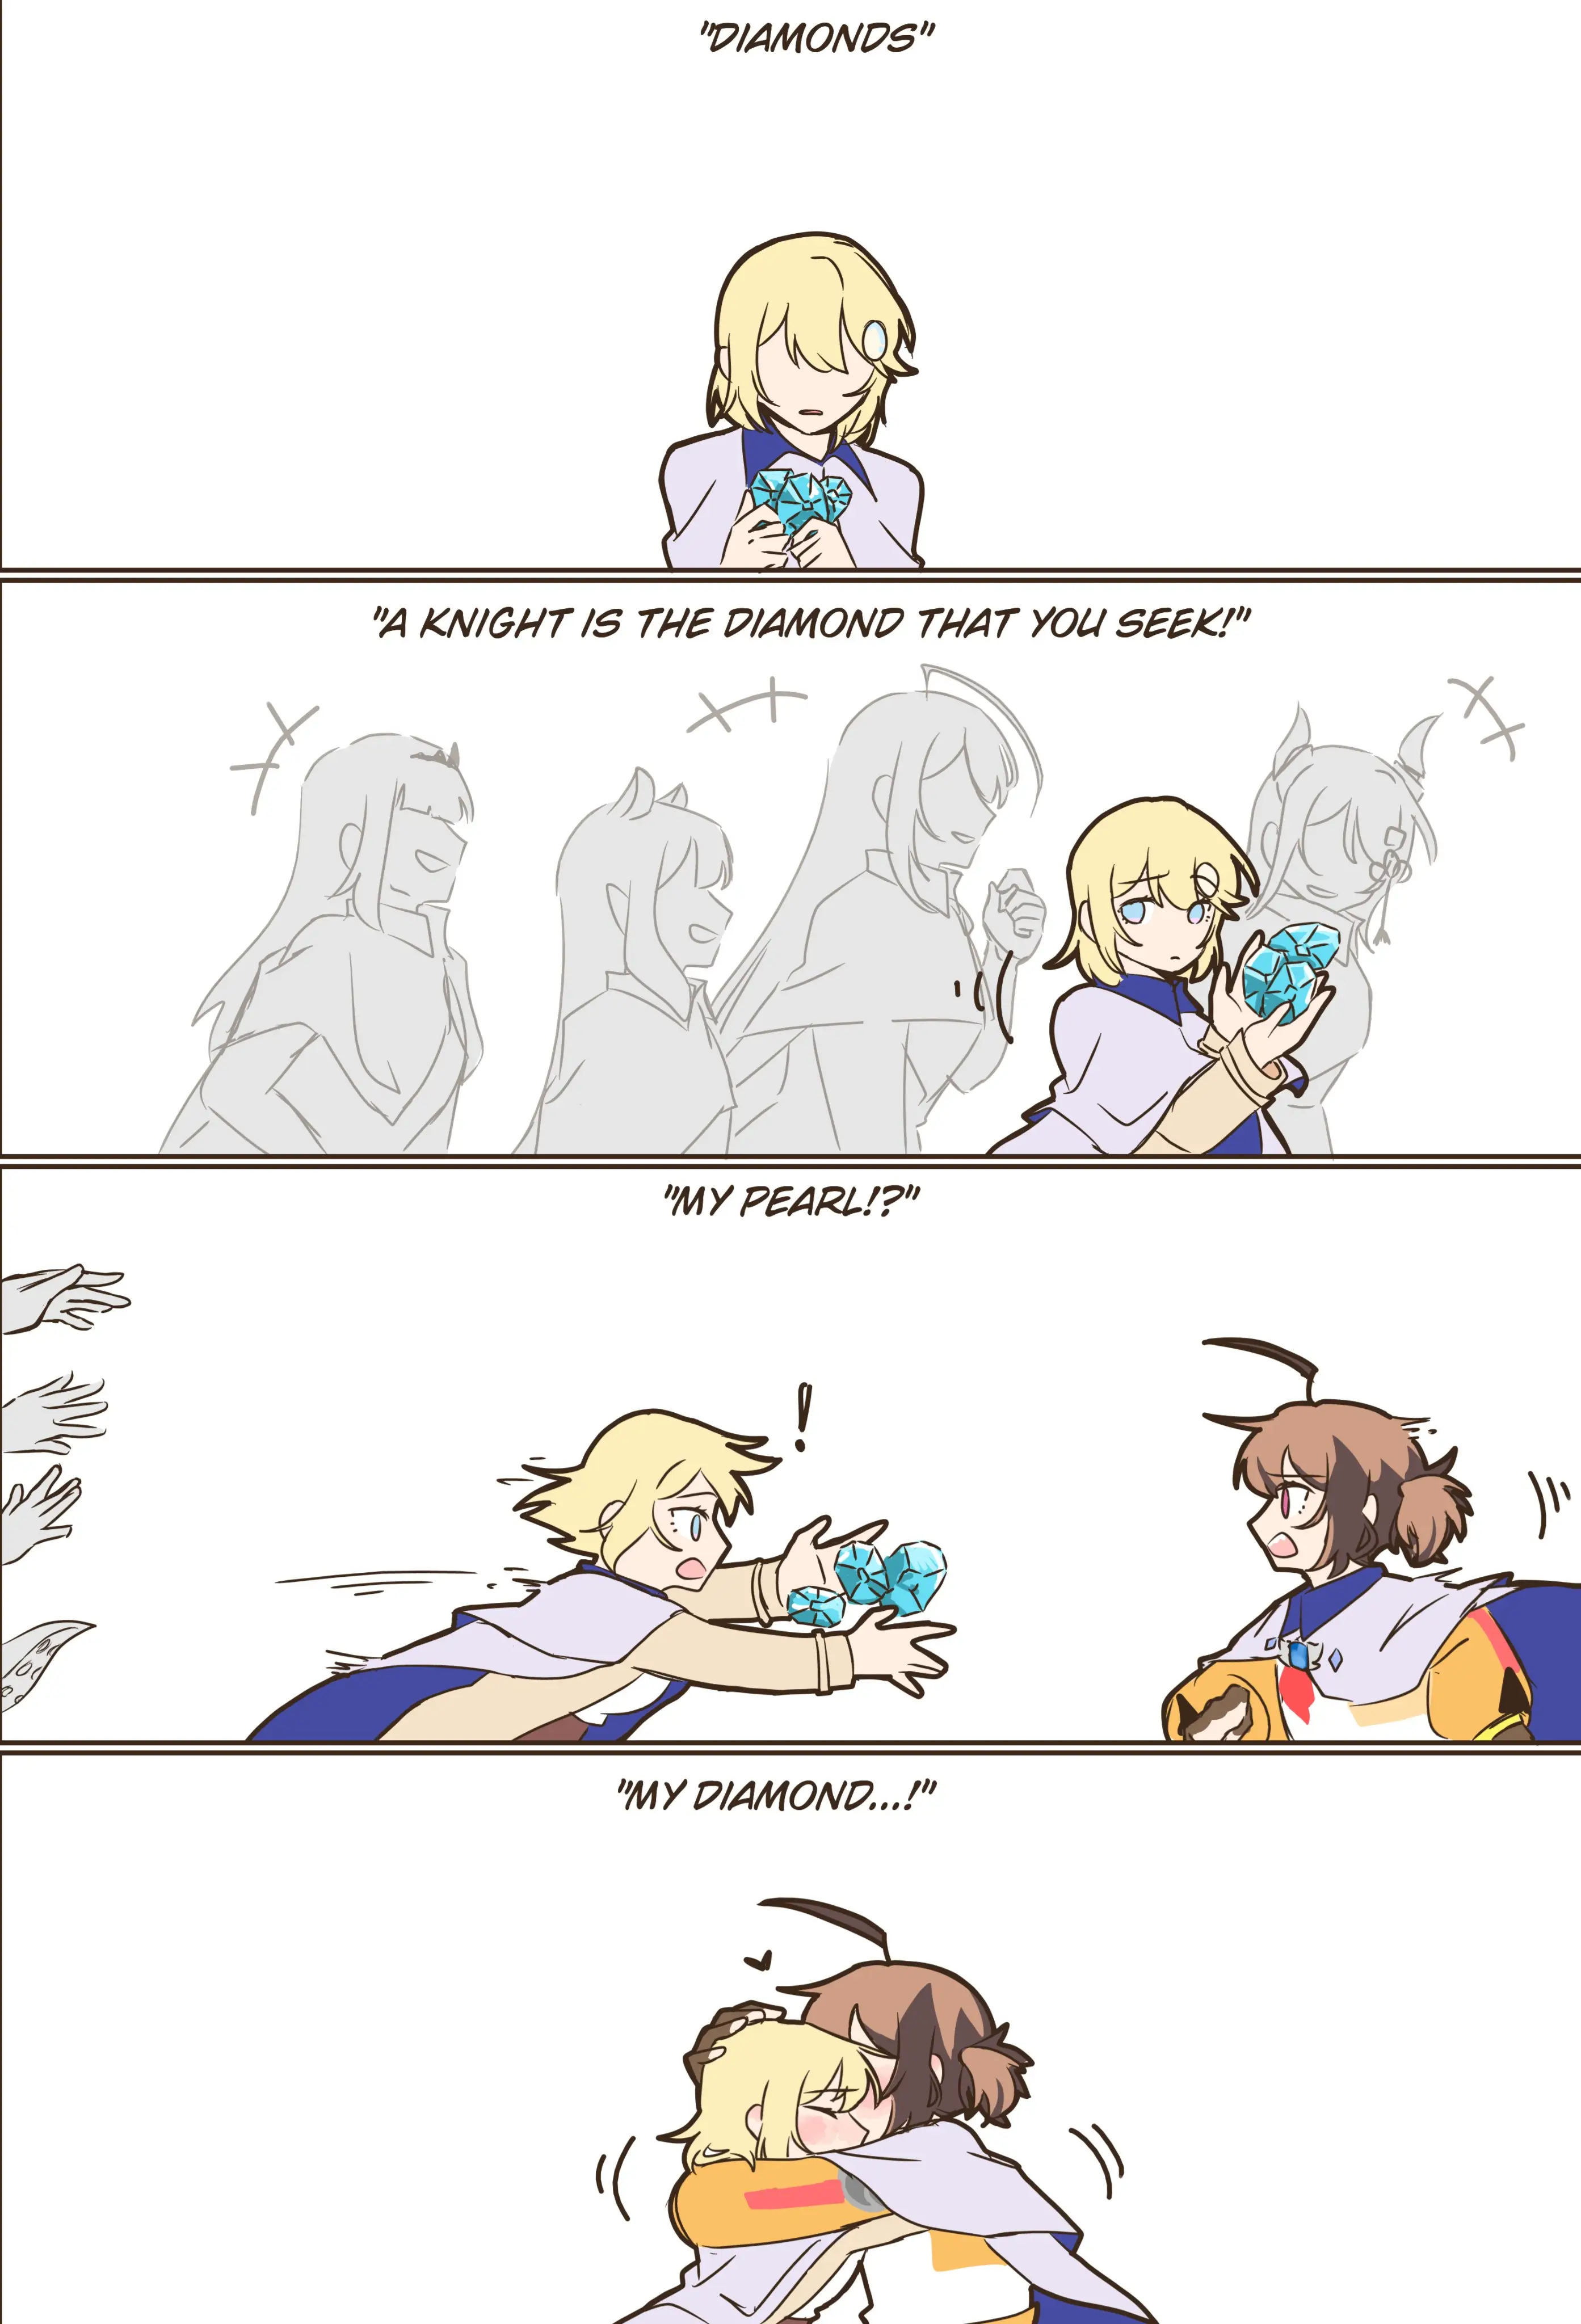 "DIAMONDS"
"A KNIGHT IS THE DIAMOND THAT YOU SEEK!"
"MY PEARL!?"
!
"MY DIAMOND...!"